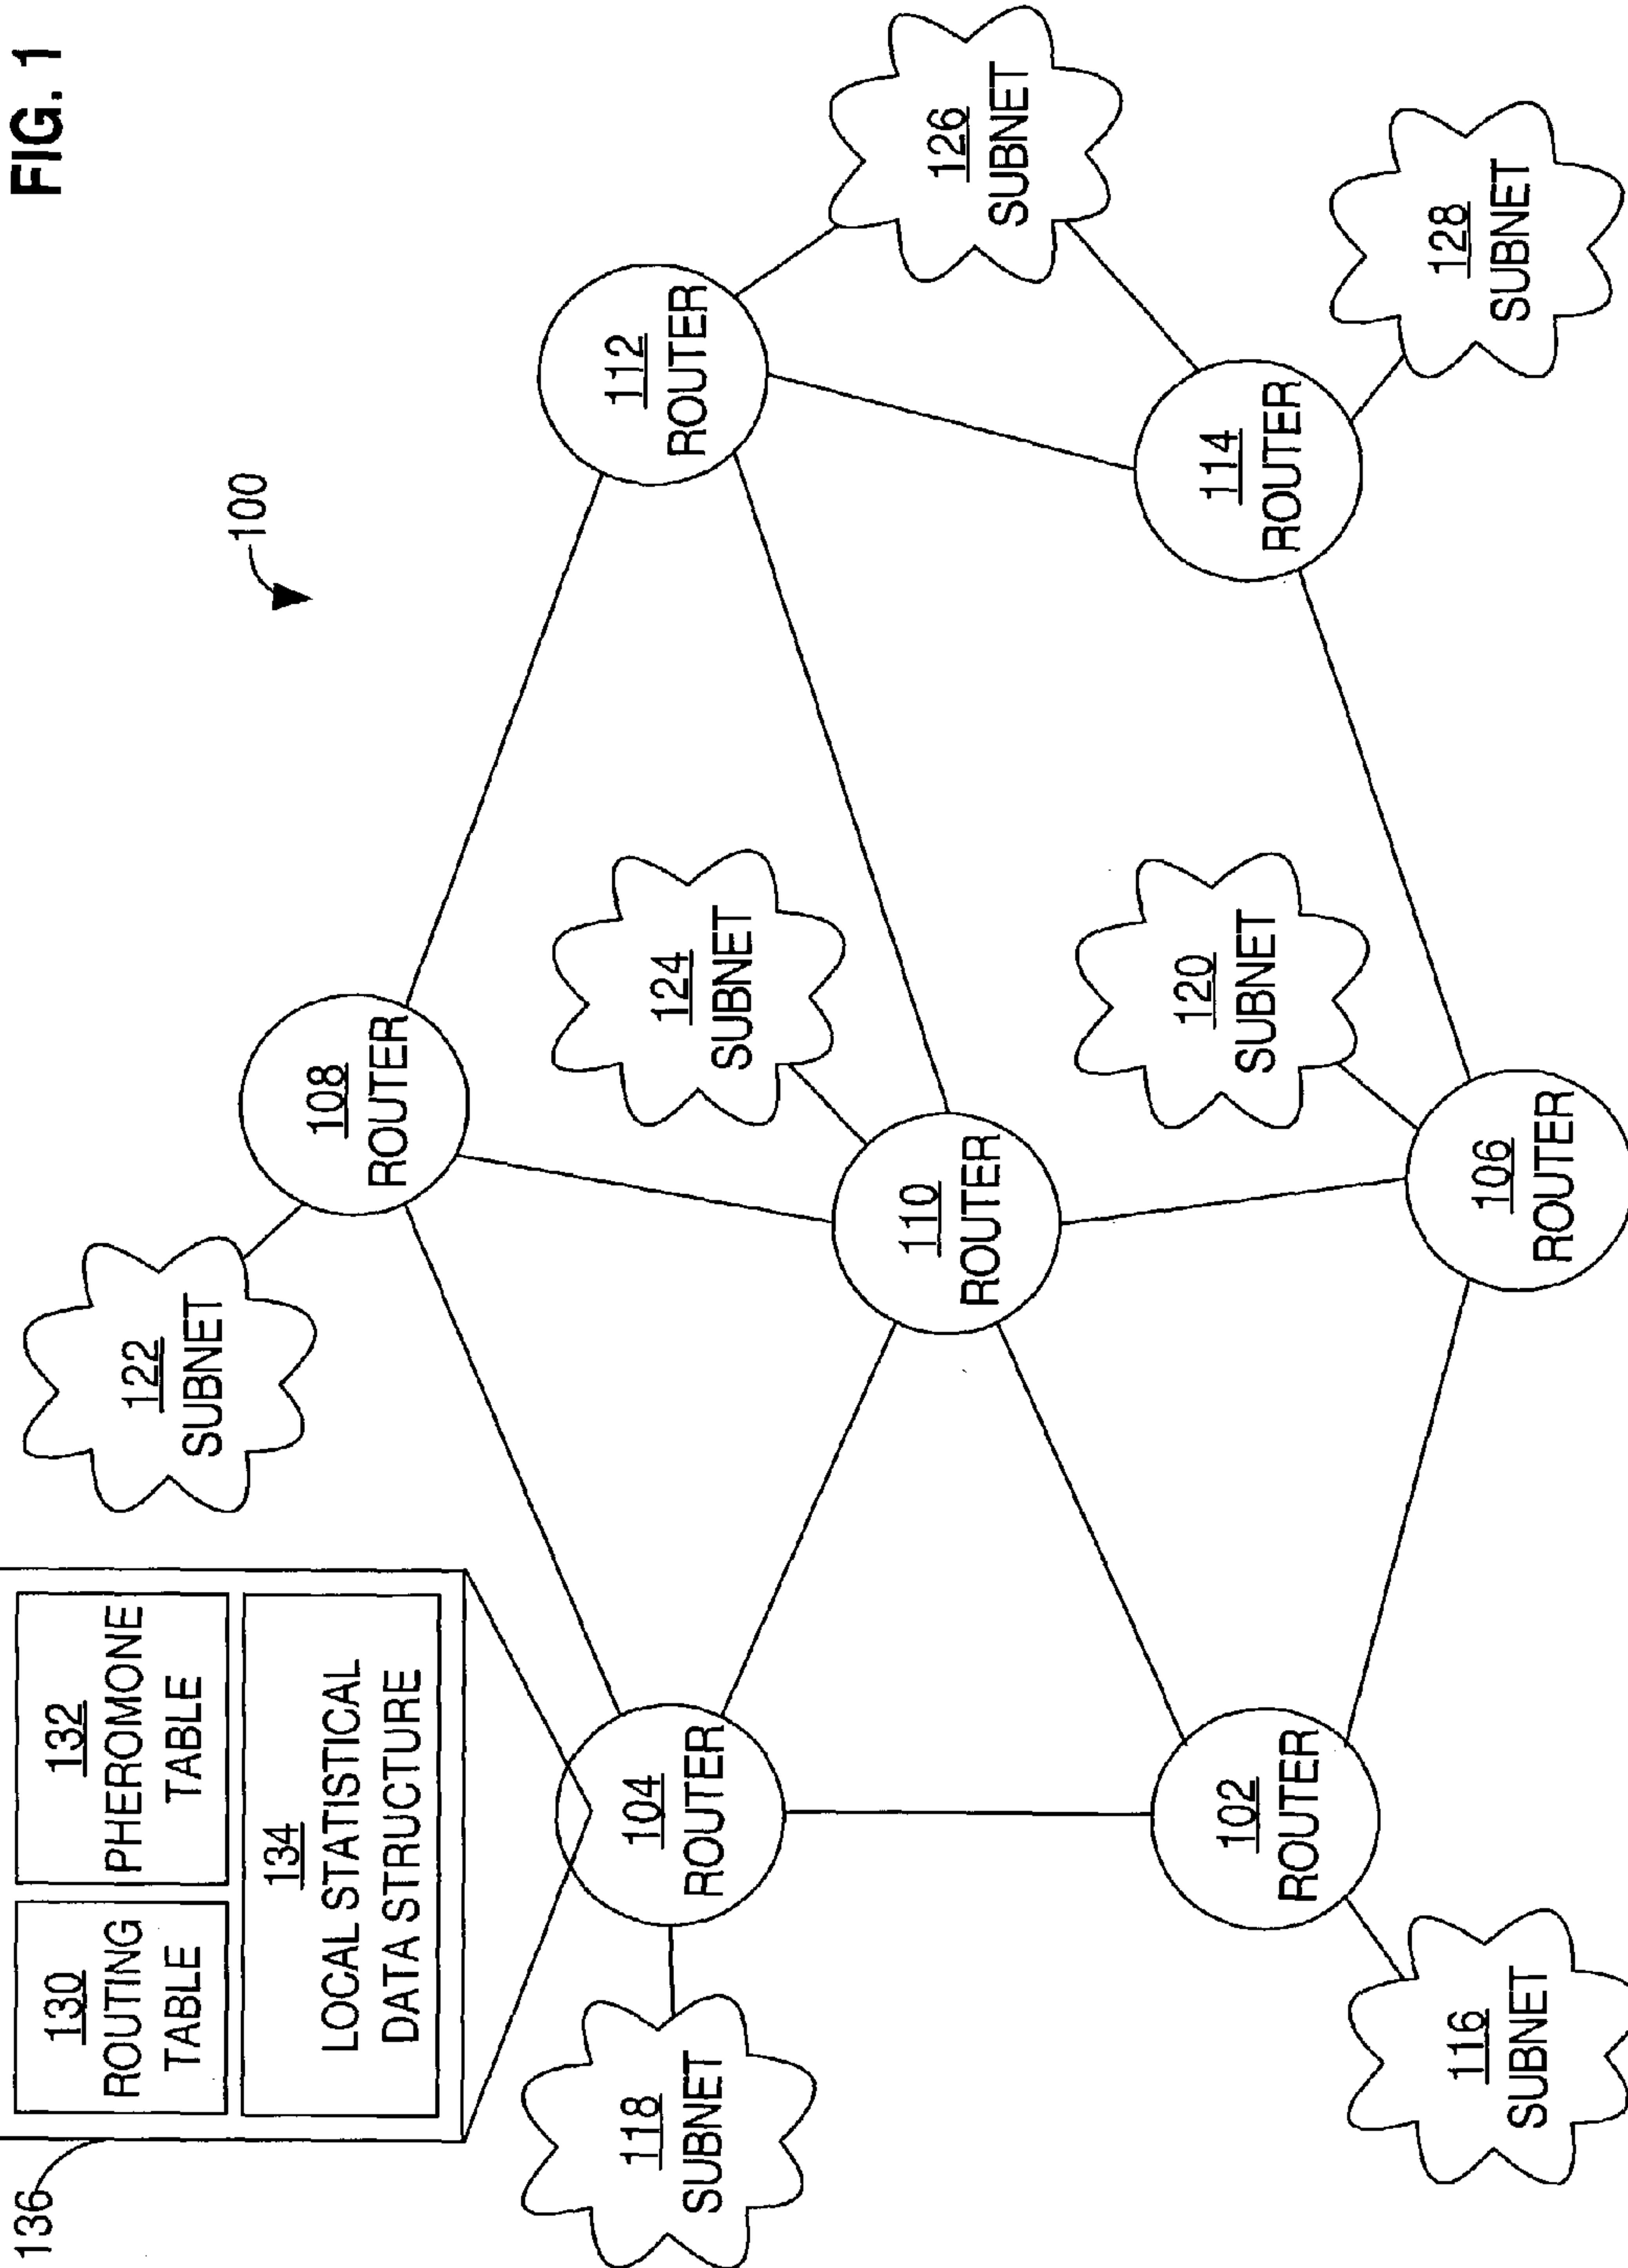 FIG. 1
136
130
ROUTING
TABLE
132
PHEROMONE
TABLE
134
LOCAL STATISTICAL
DATA STRUCTURE
100
122
SUBNET
108
ROUTER
118
SUBNET
104
ROUTER
124
SUBNET
112
ROUTER
126
SUBNET
110
ROUTER
116
SUBNET
102
ROUTER
120
SUBNET
114
ROUTER
128
SUBNET
106
ROUTER